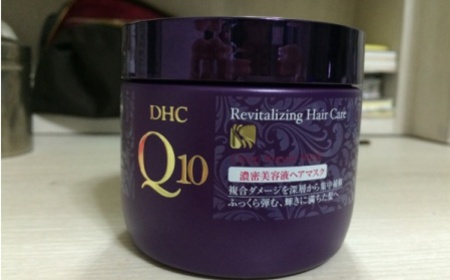 DHC
Q10
Revitalizing Hair Care
濃密美容液ヘアマスク
複合ダメージを深層から集中補修
ふっくら弾む、輝きに満ちた髪へ